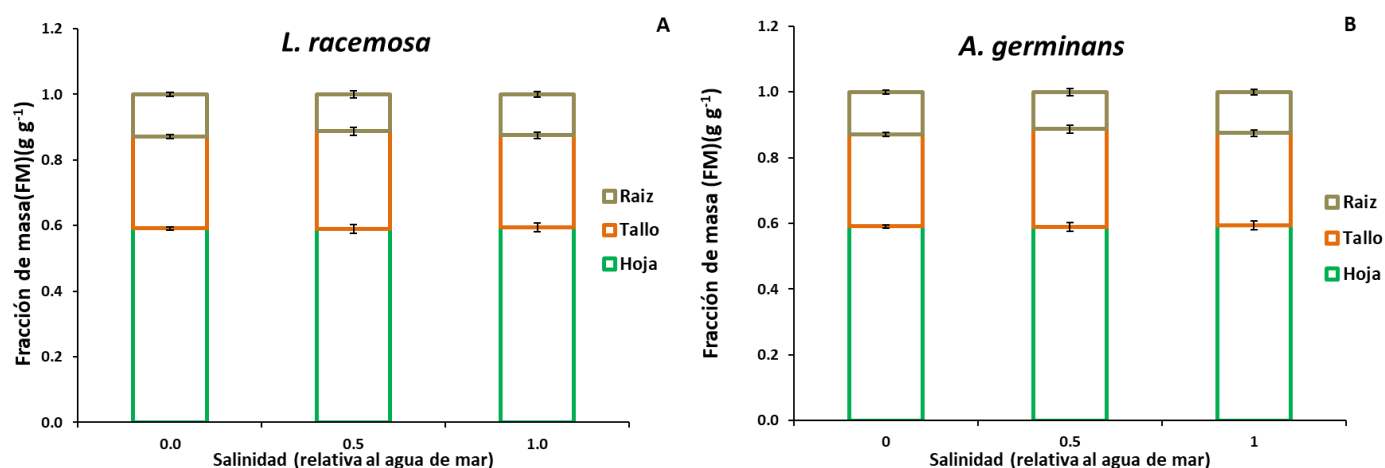 A
L. racemosa
Fracción de masa(FM)(g g-1)
1.2
1.0
0.8
0.6
0.4
0.2
0.0
Raiz
Tallo
Hoja
0.0 0.5 1.0
Salinidad (relativa al agua de mar)
B
A. germinans
Fracción de masa (FM)(g g-1)
1.2
1.0
0.8
0.6
0.4
0.2
0.0
Raiz
Tallo
Hoja
0 0.5 1
Salinidad (relativa al agua de mar)